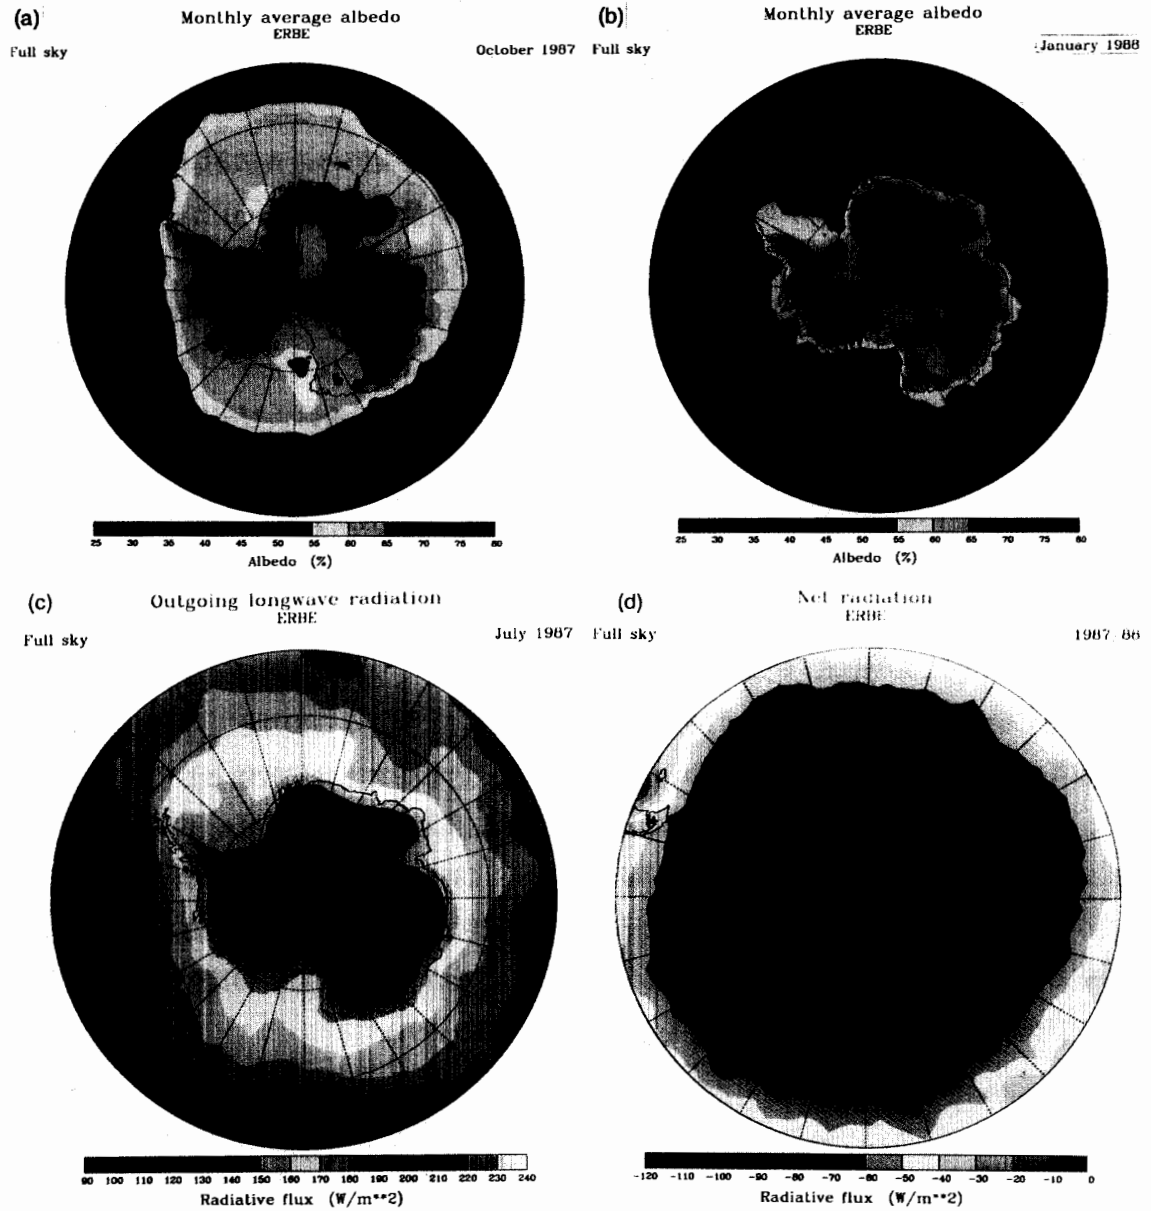 (a)
Monthly average albedo
ERBE
Full sky
October 1987
25 30 35 40 45 50 55 60 65 70 75 80
Albedo (%)
(b)
Monthly average albedo
ERBE
Full sky
January 1988
25 30 35 40 45 50 55 60 65 70 75 80
Albedo (%)
(c)
Outgoing longwave radiation
ERBE
Full sky
July 1987
90 100 110 120 130 140 150 160 170 180 190 200 210 220 230 240
Radiative flux (W/m**2)
(d)
Net radiation
ERBE
Full sky
1987 88
-120 -110 -100 -90 -80 -70 -60 -50 -40 -30 -20 -10 0
Radiative flux (W/m**2)